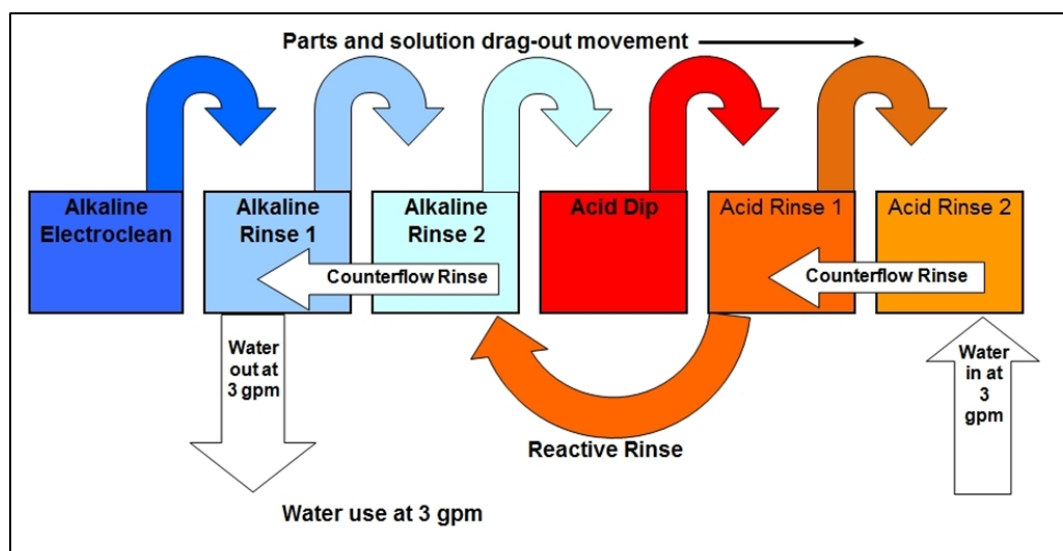 Parts and solution drag-out movement
Alkaline
Electroclean
Alkaline
Rinse 1
Alkaline
Rinse 2
Acid Dip
Acid Rinse 1
Acid Rinse 2
Counterflow Rinse
Counterflow Rinse
Water
out at
3 gpm
Water
in at
3
gpm
Reactive Rinse
Water use at 3 gpm